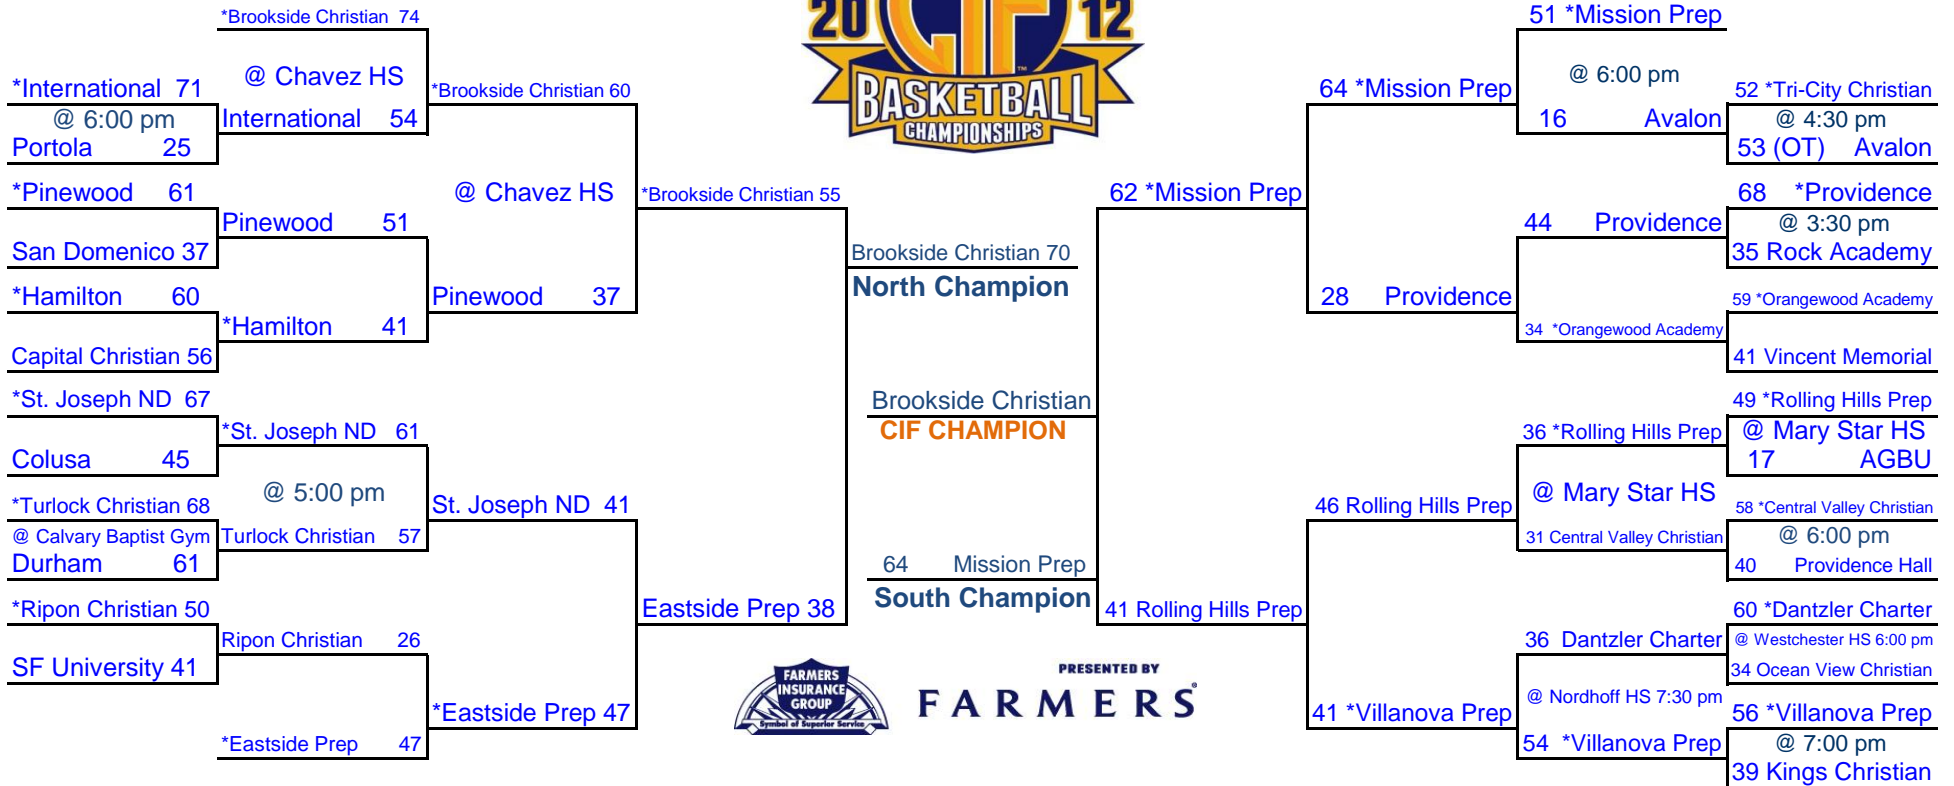 *Brookside Christian 74
@ Chavez HS
*International 71
@ 6:00 pm
International 54
Portola 25
*Brookside Christian 60
*Pinewood 61
@ Chavez HS
Pinewood 51
San Domenico 37
*Hamilton 60
Pinewood 37
*Hamilton 41
Capital Christian 56
*Brookside Christian 55
*St. Joseph ND 67
*St. Joseph ND 61
Colusa 45
@ 5:00 pm
*Turlock Christian 68
@ Calvary Baptist Gym
Turlock Christian 57
Durham 61
St. Joseph ND 41
*Ripon Christian 50
Ripon Christian 26
SF University 41
*Eastside Prep 47
*Eastside Prep 47
Eastside Prep 38
20 CIF 12
™
BASKETBALL
CHAMPIONSHIPS
Brookside Christian 70
North Champion
Brookside Christian
CIF CHAMPION
64 Mission Prep
South Champion
FARMERS
INSURANCE
GROUP
Symbol of Superior Service
PRESENTED BY
FARMERS®
62 *Mission Prep
41 Rolling Hills Prep
64 *Mission Prep
28 Providence
46 Rolling Hills Prep
41 *Villanova Prep
51 *Mission Prep
@ 6:00 pm
16 Avalon
44 Providence
34 *Orangewood Academy
36 *Rolling Hills Prep
@ Mary Star HS
31 Central Valley Christian
36 Dantzler Charter
@ Nordhoff HS 7:30 pm
54 *Villanova Prep
52 *Tri-City Christian
@ 4:30 pm
53 (OT) Avalon
68 *Providence
@ 3:30 pm
35 Rock Academy
59 *Orangewood Academy
41 Vincent Memorial
49 *Rolling Hills Prep
@ Mary Star HS
17 AGBU
58 *Central Valley Christian
@ 6:00 pm
40 Providence Hall
60 *Dantzler Charter
@ Westchester HS 6:00 pm
34 Ocean View Christian
56 *Villanova Prep
@ 7:00 pm
39 Kings Christian